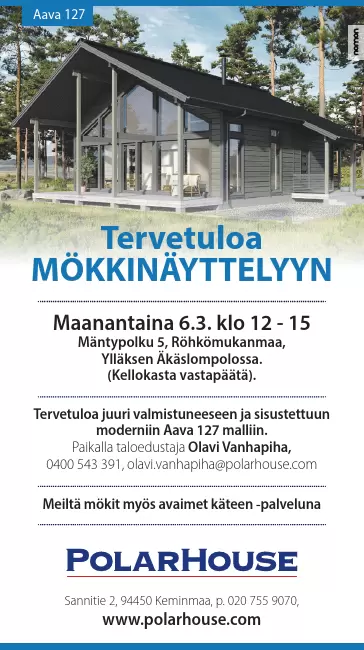 Aava 127
Tervetuloa
MÖKKINÄYTTELYYN
Maanantaina 6.3. klo 12 - 15
Mäntypolku 5, Röhkömukanmaa,
Ylläksen Äkäslompolossa.
(Kellokasta vastapäätä).
Tervetuloa juuri valmistuneeseen ja sisustettuun
moderniin Aava 127 malliin.
Paikalla taloedustaja Olavi Vanhapiha,
0400 543 391, olavi.vanhapiha@polarhouse.com
Meiltä mökit myös avaimet käteen -palveluna
POLARHOUSE
Sannitie 2, 94450 Keminmaa, p. 020 755 9070,
www.polarhouse.com